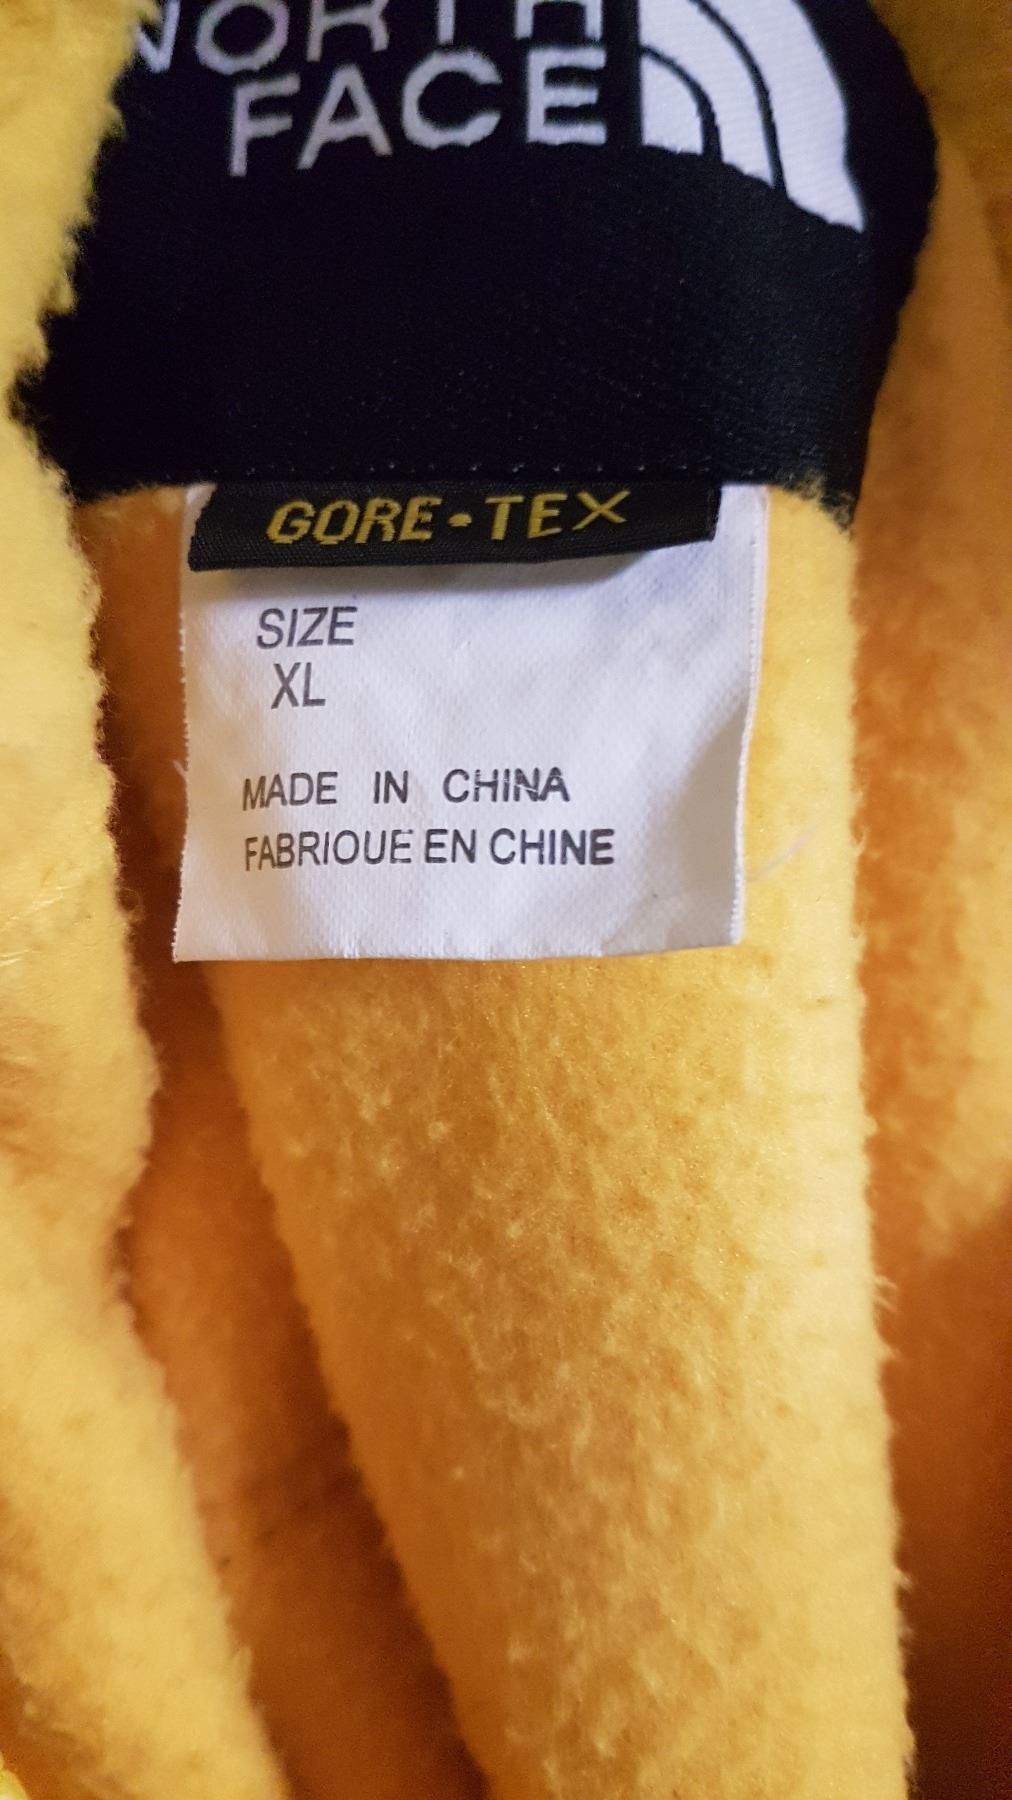 NORTH
FACE
GORE-TEX
SIZE
XL
MADE IN CHINA
FABRIOUE EN CHINE